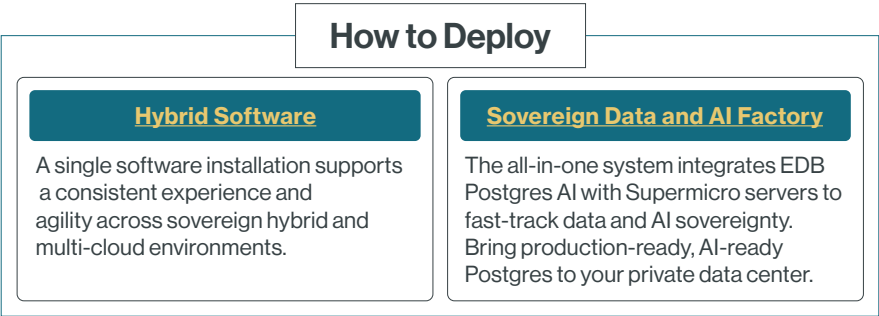 How to Deploy
Hybrid Software
A single software installation supports
a consistent experience and
agility across sovereign hybrid and
multi-cloud environments.
Sovereign Data and AI Factory
The all-in-one system integrates EDB
Postgres AI with Supermicro servers to
fast-track data and AI sovereignty.
Bring production-ready, AI-ready
Postgres to your private data center.